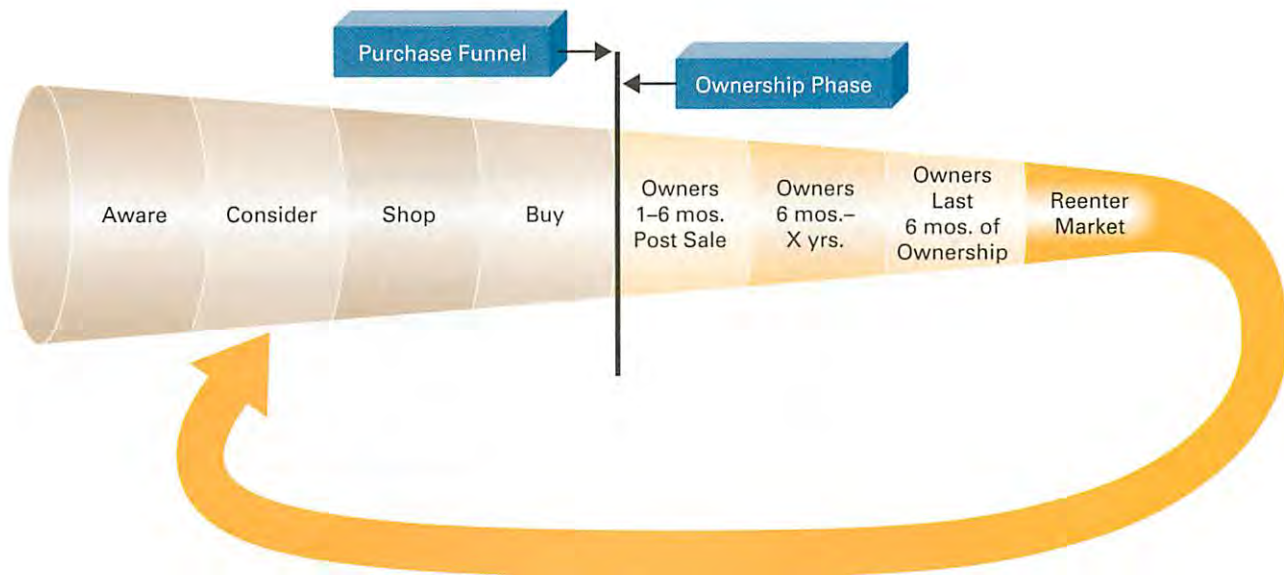 Purchase Funnel
Ownership Phase
Aware
Consider
Shop
Buy
Owners
1–6 mos.
Post Sale
Owners
6 mos.–
X yrs.
Owners
Last
6 mos. of
Ownership
Reenter
Market